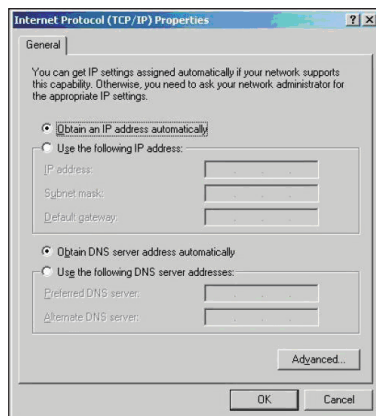 Internet Protocol (TCP/IP) Properties
General
You can get IP settings assigned automatically if your network supports
this capability. Otherwise, you need to ask your network administrator for
the appropriate IP settings.
Obtain an IP address automatically
Use the following IP address:
IP address:
Subnet mask:
Default gateway:
Obtain DNS server address automatically
Use the following DNS server addresses:
Preferred DNS server:
Alternate DNS server:
Advanced...
OK
Cancel